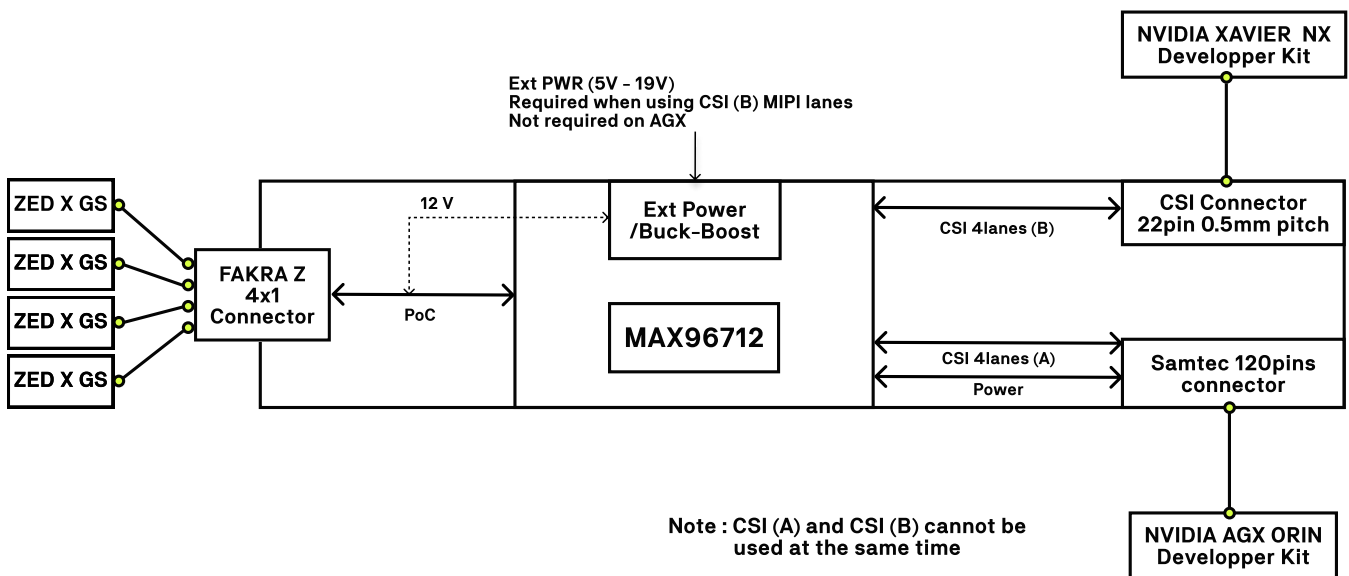 NVIDIA XAVIER NX
Developper Kit
Ext PWR (5V - 19V)
Required when using CSI (B) MIPI lanes
Not required on AGX
ZED X GS
ZED X GS
ZED X GS
ZED X GS
FAKRA Z
4x1
Connector
12 V
PoC
Ext Power
/Buck-Boost
MAX96712
CSI 4lanes (B)
CSI Connector
22pin 0.5mm pitch
CSI 4lanes (A)
Power
Samtec 120pins
connector
Note : CSI (A) and CSI (B) cannot be
used at the same time
NVIDIA AGX ORIN
Developper Kit